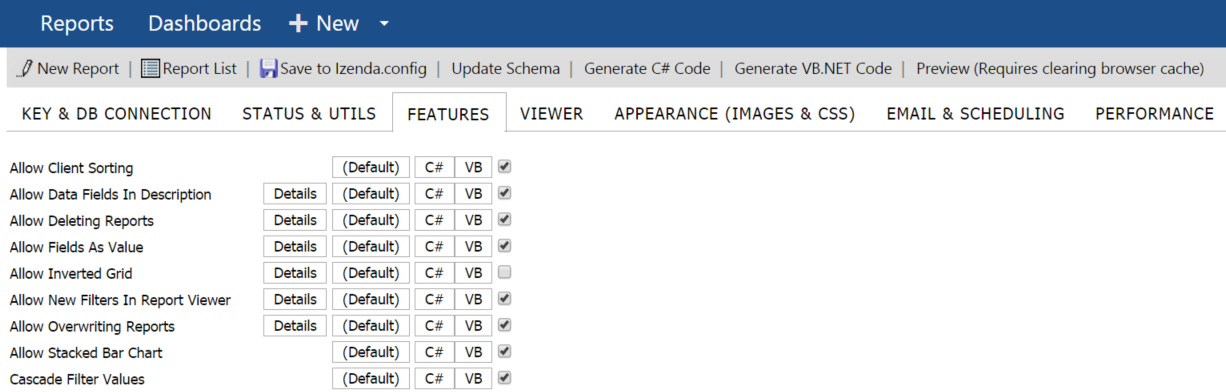 Reports Dashboards + New
New Report | Report List | Save to Izenda.config | Update Schema | Generate C# Code | Generate VB.NET Code | Preview (Requires clearing browser cache)
KEY & DB CONNECTION STATUS & UTILS FEATURES VIEWER APPEARANCE (IMAGES & CSS) EMAIL & SCHEDULING PERFORMANCE
Allow Client Sorting (Default) C# VB
Allow Data Fields In Description Details (Default) C# VB
Allow Deleting Reports Details (Default) C# VB
Allow Fields As Value Details (Default) C# VB
Allow Inverted Grid Details (Default) C# VB
Allow New Filters In Report Viewer Details (Default) C# VB
Allow Overwriting Reports Details (Default) C# VB
Allow Stacked Bar Chart (Default) C# VB
Cascade Filter Values (Default) C# VB